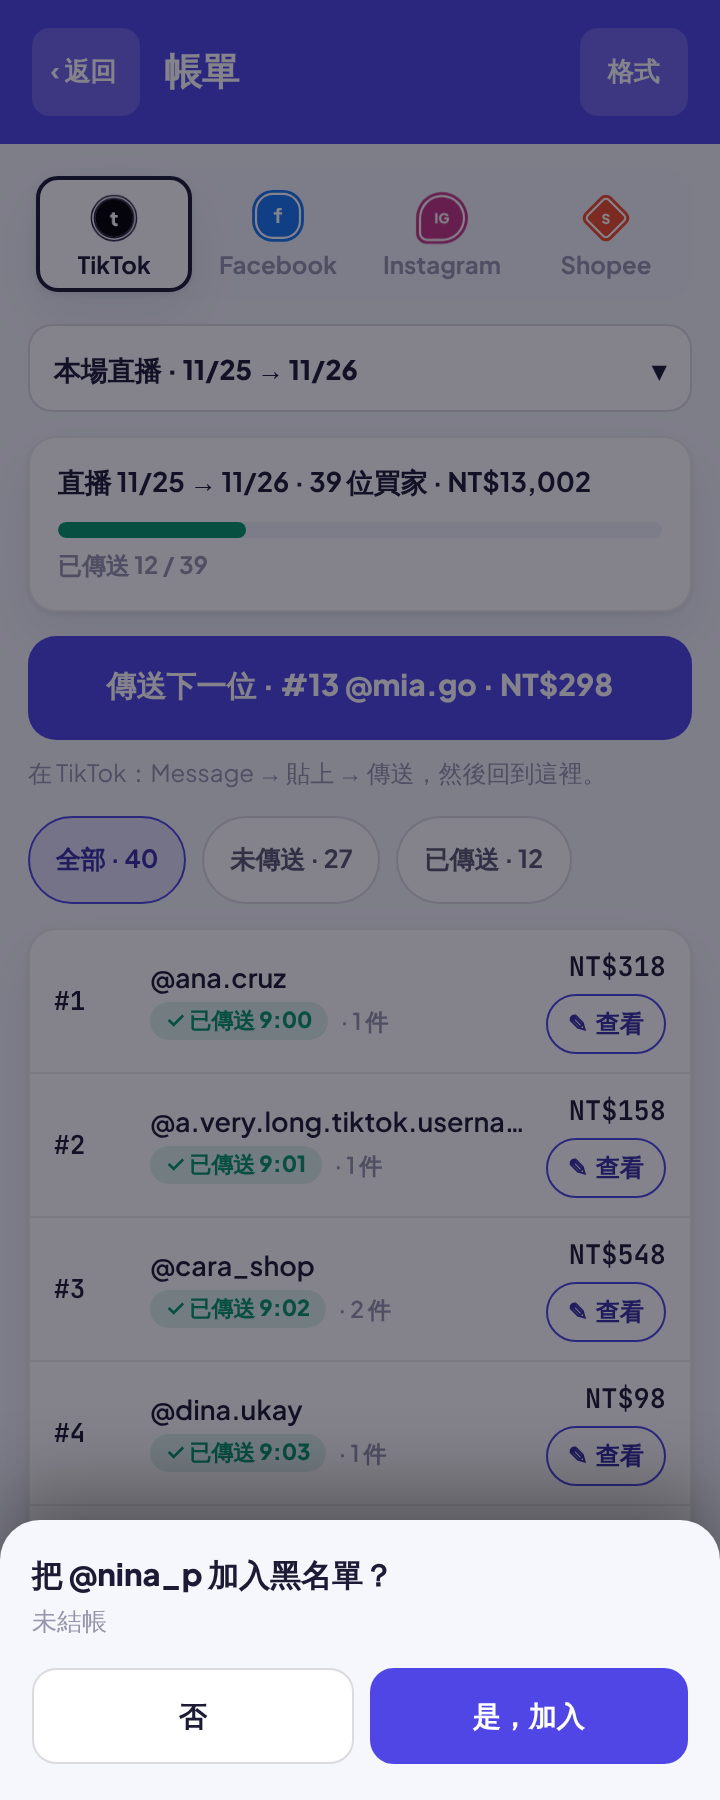 ‹ 返回
帳單
格式
t
TikTok
f
Facebook
IG
Instagram
S
Shopee
本場直播 · 11/25 → 11/26
▼
直播 11/25 → 11/26 · 39 位買家 · NT$13,002
已傳送 12 / 39
傳送下一位 · #13 @mia.go · NT$298
在 TikTok：Message → 貼上 → 傳送，然後回到這裡。
全部 · 40
未傳送 · 27
已傳送 · 12
#1
@ana.cruz
✓ 已傳送 9:00 · 1 件
NT$318
✎ 查看
#2
@a.very.long.tiktok.userna…
✓ 已傳送 9:01 · 1 件
NT$158
✎ 查看
#3
@cara_shop
✓ 已傳送 9:02 · 2 件
NT$548
✎ 查看
#4
@dina.ukay
✓ 已傳送 9:03 · 1 件
NT$98
✎ 查看
把 @nina_p 加入黑名單？
未結帳
否
是，加入